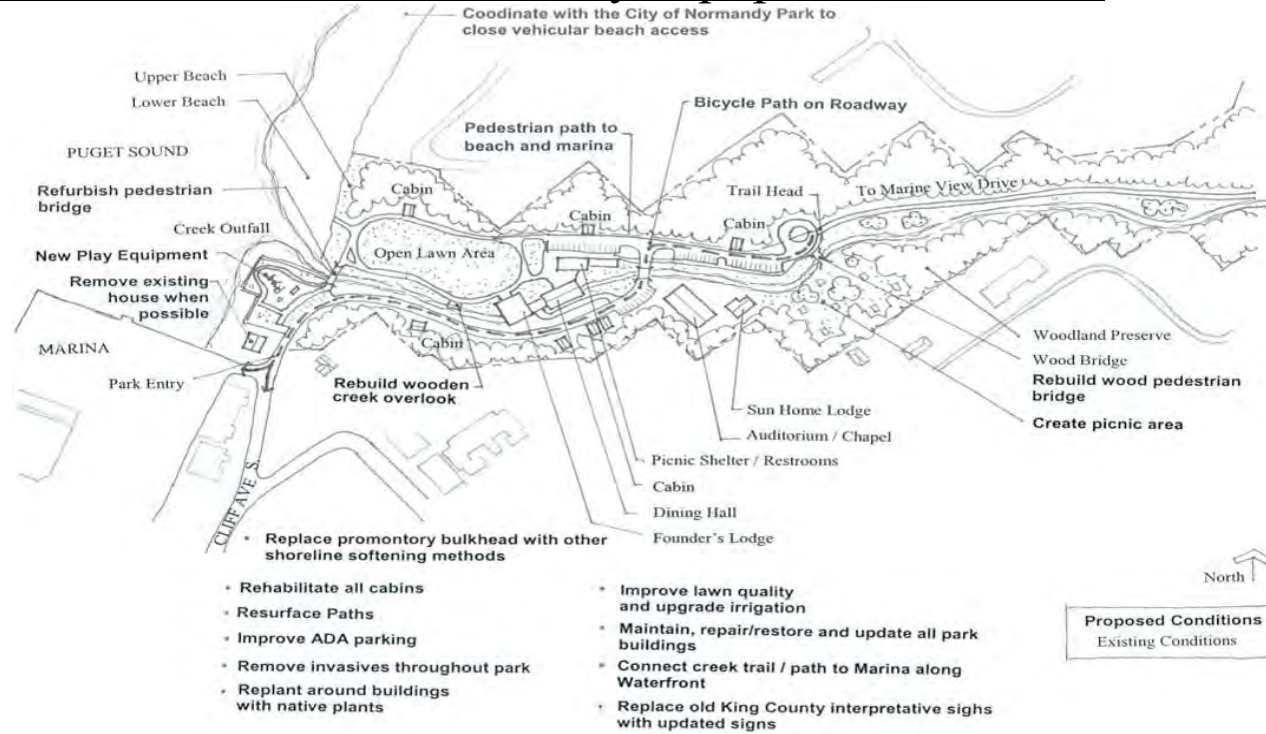 Coodinate with the City of Normandy Park to
close vehicular beach access
Upper Beach
Lower Beach
PUGET SOUND
Refurbish pedestrian
bridge
Creek Outfall
New Play Equipment
Remove existing
house when
possible
MARINA
Park Entry
CLIFF AVE S.
Cabin
Open Lawn Area
Cabin
Rebuild wooden
creek overlook
Pedestrian path to
beach and marina
Cabin
Bicycle Path on Roadway
Trail Head
Cabin
To Marine View Drive
Woodland Preserve
Wood Bridge
Rebuild wood pedestrian
bridge
Create picnic area
Sun Home Lodge
Auditorium / Chapel
Picnic Shelter / Restrooms
Cabin
Dining Hall
Founder's Lodge
• Replace promontory bulkhead with other
shoreline softening methods
• Rehabilitate all cabins
• Resurface Paths
• Improve ADA parking
• Remove invasives throughout park
• Replant around buildings
with native plants
• Improve lawn quality
and upgrade irrigation
• Maintain, repair/restore and update all park
buildings
• Connect creek trail / path to Marina along
Waterfront
• Replace old King County interpretative sighs
with updated signs
North
Proposed Conditions
Existing Conditions